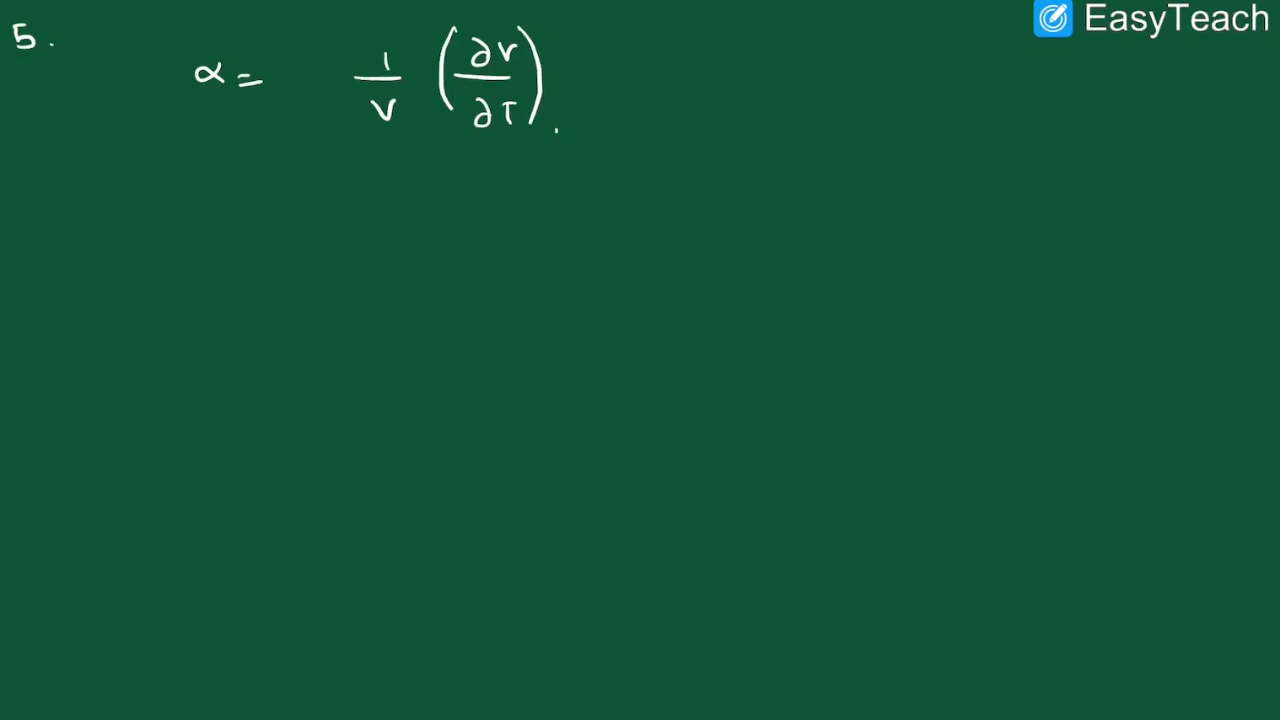 EasyTeach
5.
α = 1/v (∂v/∂T).